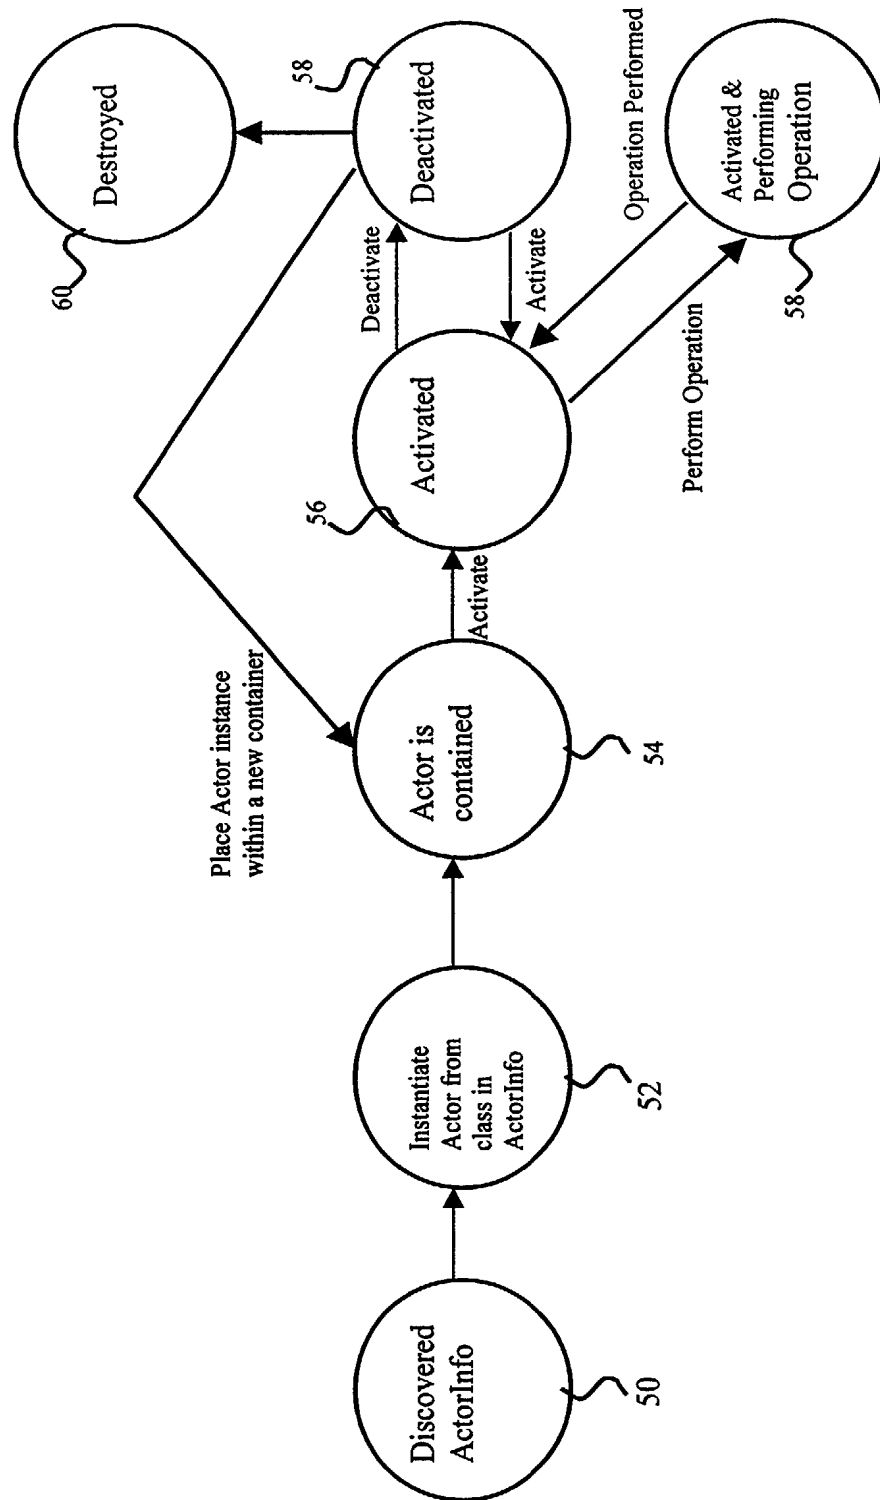 Discovered
ActorInfo
50
Instantiate
Actor from
class in
ActorInfo
52
Place Actor instance
within a new container
Actor is
contained
54
Activate
56
Activated
Deactivate
Activate
Perform Operation
Operation Performed
60
Destroyed
58
Deactivated
Activated &
Performing
Operation
58